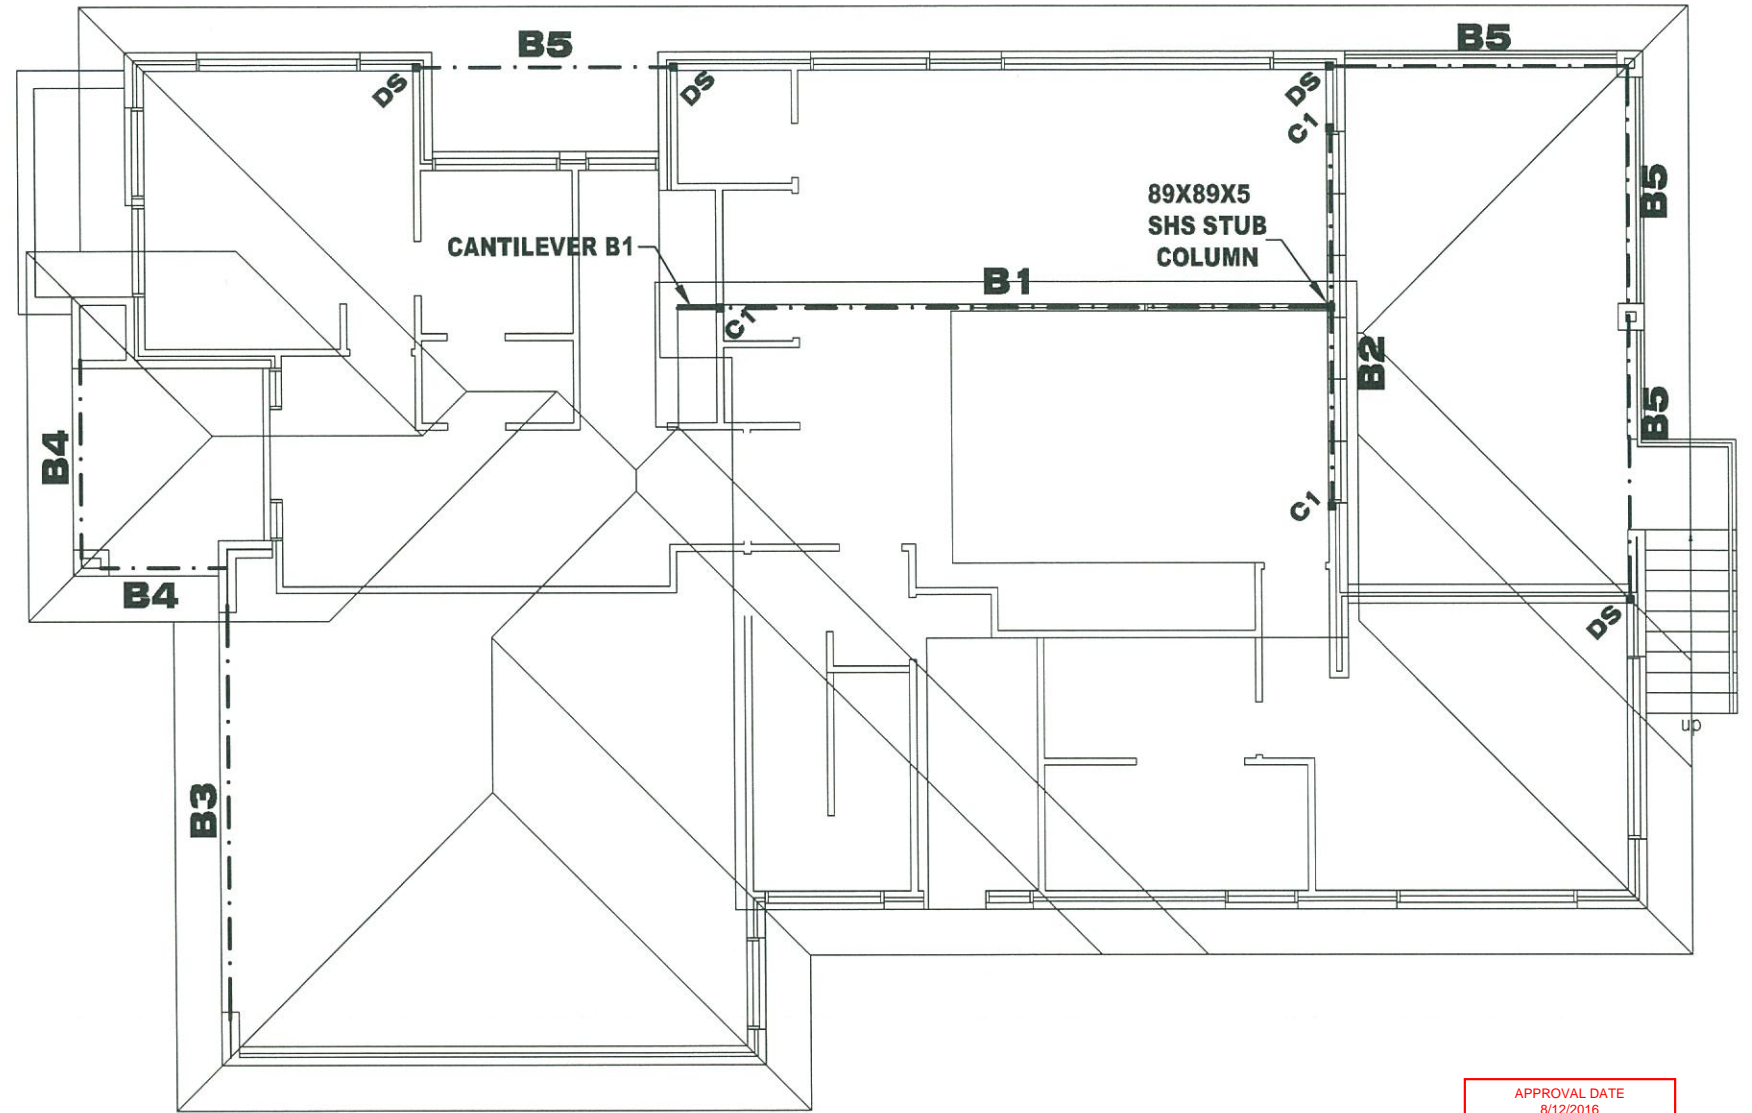 B5
B5
DS
DS
DS
C1
B5
89X89X5
SHS STUB
COLUMN
CANTILEVER B1
B1
C1
B2
B5
B4
C1
B4
DS
up
B3
APPROVAL DATE
8/12/2016